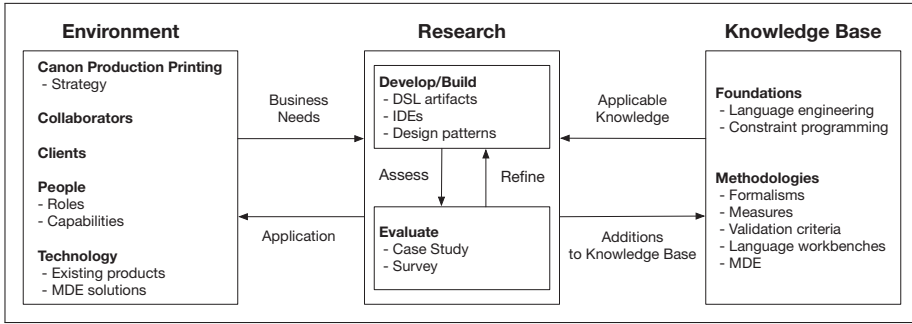 Environment
Canon Production Printing
- Strategy
Collaborators
Clients
People
- Roles
- Capabilities
Technology
- Existing products
- MDE solutions
Business
Needs
Application
Research
Develop/Build
- DSL artifacts
- IDEs
- Design patterns
Assess
Refine
Evaluate
- Case Study
- Survey
Applicable
Knowledge
Additions
to Knowledge Base
Knowledge Base
Foundations
- Language engineering
- Constraint programming
Methodologies
- Formalisms
- Measures
- Validation criteria
- Language workbenches
- MDE